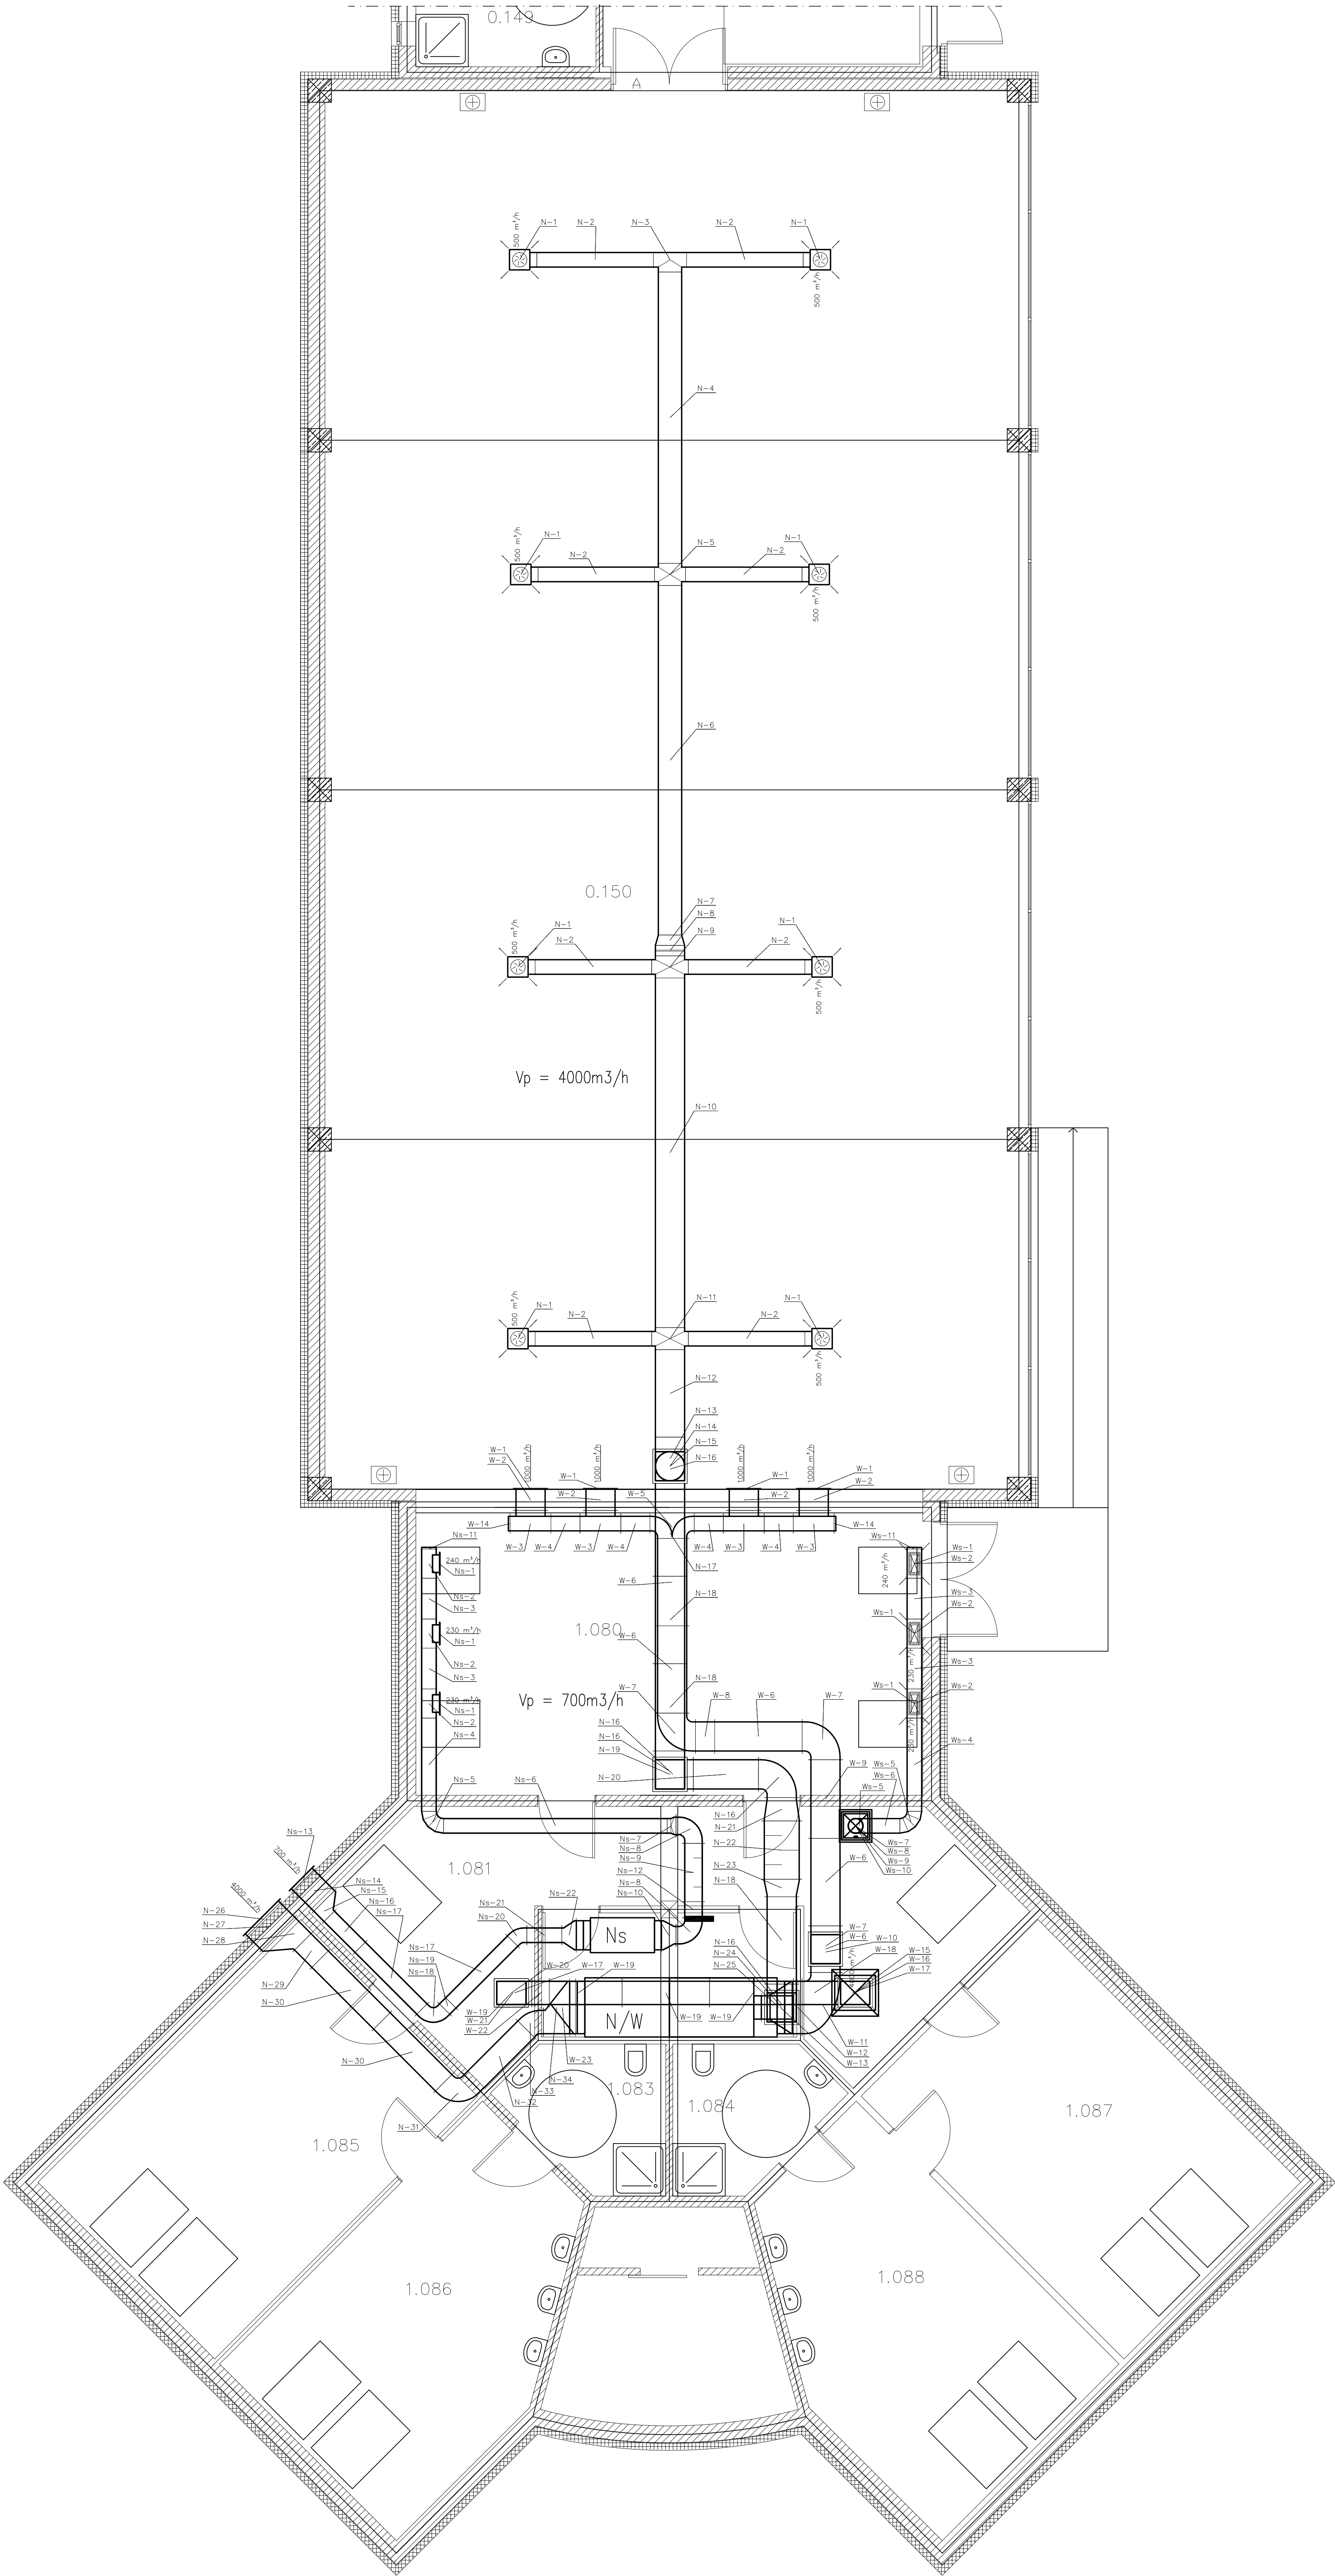 0.149
A
500 m³/h
N-1
N-2
N-3
N-2
N-1
500 m³/h
N-4
500 m³/h
N-1
N-2
N-5
N-2
N-1
500 m³/h
N-6
0.150
N-7
N-8
N-9
500 m³/h
N-1
N-2
N-2
N-1
500 m³/h
Vp = 4000m3/h
N-10
500 m³/h
N-1
N-2
N-11
N-2
N-1
500 m³/h
N-12
N-13
N-14
N-15
N-16
W-1
W-2
1000 m³/h
W-1
W-2
1000 m³/h
W-5
1000 m³/h
W-1
W-2
1000 m³/h
W-1
W-2
W-14
W-3
W-4
W-3
W-4
W-4
W-3
W-4
W-3
W-14
N-17
Ns-11
240 m³/h
Ns-1
Ns-2
Ns-3
230 m³/h
Ns-1
Ns-2
Ns-3
230 m³/h
Ns-1
Ns-2
Ns-4
Ns-5
Ns-6
W-6
N-18
1.080
W-6
N-18
Vp = 700m3/h
W-7
W-8
W-6
W-7
Ws-11
240 m³/h
Ws-1
Ws-2
Ws-3
Ws-1
Ws-2
230 m³/h
Ws-3
Ws-1
Ws-2
230 m³/h
Ws-4
N-16
N-16
N-19
N-20
W-9
Ws-5
Ws-6
Ws-5
Ws-7
Ws-8
Ws-9
Ws-10
N-16
N-21
N-22
N-23
N-18
W-6
Ns-7
Ns-8
Ns-9
Ns-12
Ns-8
Ns-10
1.081
Ns-13
700 m³/h
Ns-14
Ns-15
Ns-16
Ns-17
4000 m³/h
N-26
N-27
N-28
N-29
N-30
N-30
N-31
N-32
N-33
N-34
Ns-21
Ns-20
Ns-22
Ns-17
Ns-19
Ns-18
Ns
W-20
W-17
W-19
W-19
W-21
W-22
W-23
N/W
W-19
W-19
N-16
N-24
N-25
W-7
W-6
W-10
W-18
4000 m³/h
W-15
W-16
W-17
W-11
W-12
W-13
1.083
1.084
1.085
1.087
1.086
1.088